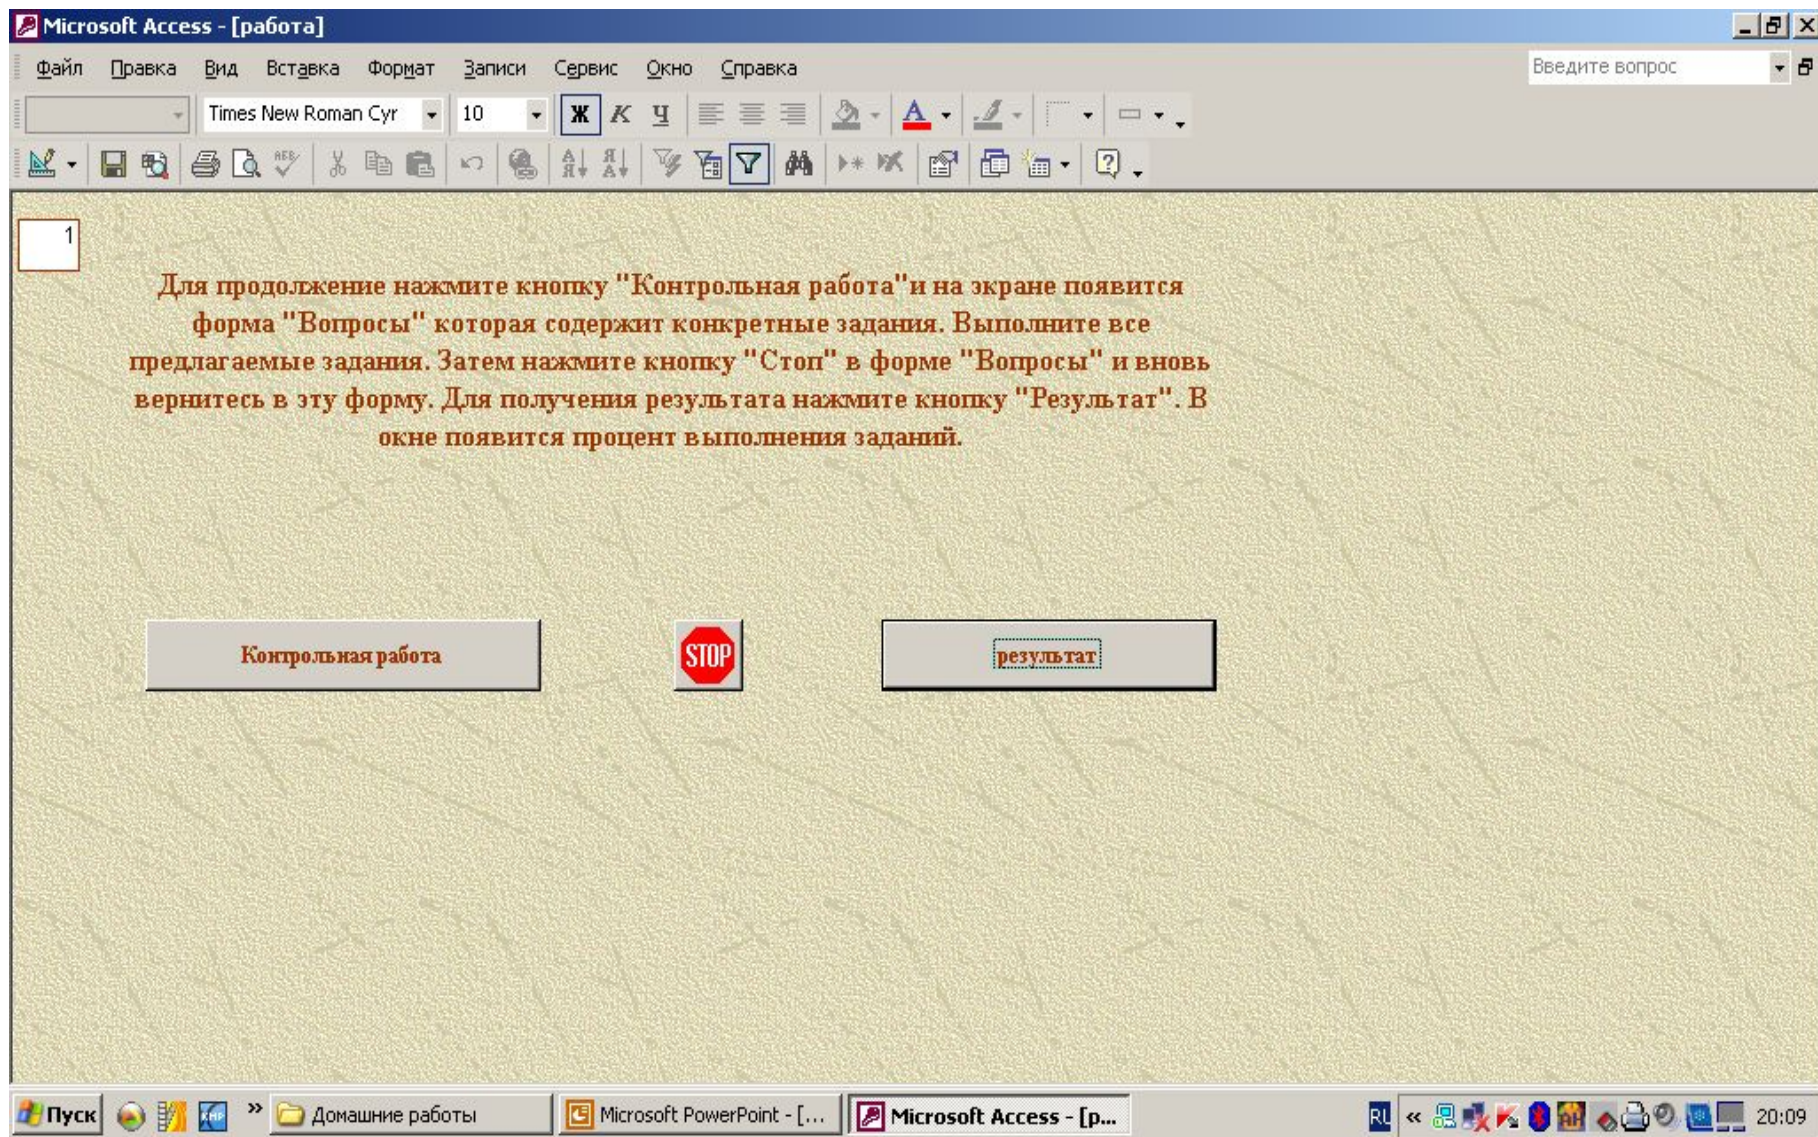 Microsoft Access - [работа]
Файл Правка Вид Вставка Формат Записи Сервис Окно Справка Введите вопрос
Times New Roman Cyr 10 Ж К Ч А
1
Для продолжение нажмите кнопку "Контрольная работа"и на экране появится
форма "Вопросы" которая содержит конкретные задания. Выполните все
предлагаемые задания. Затем нажмите кнопку "Стоп" в форме "Вопросы" и вновь
вернитесь в эту форму. Для получения результата нажмите кнопку "Результат". В
окне появится процент выполнения заданий.
Контрольная работа STOP результат
Пуск » Домашние работы Microsoft PowerPoint - [... Microsoft Access - [р... « 20:09